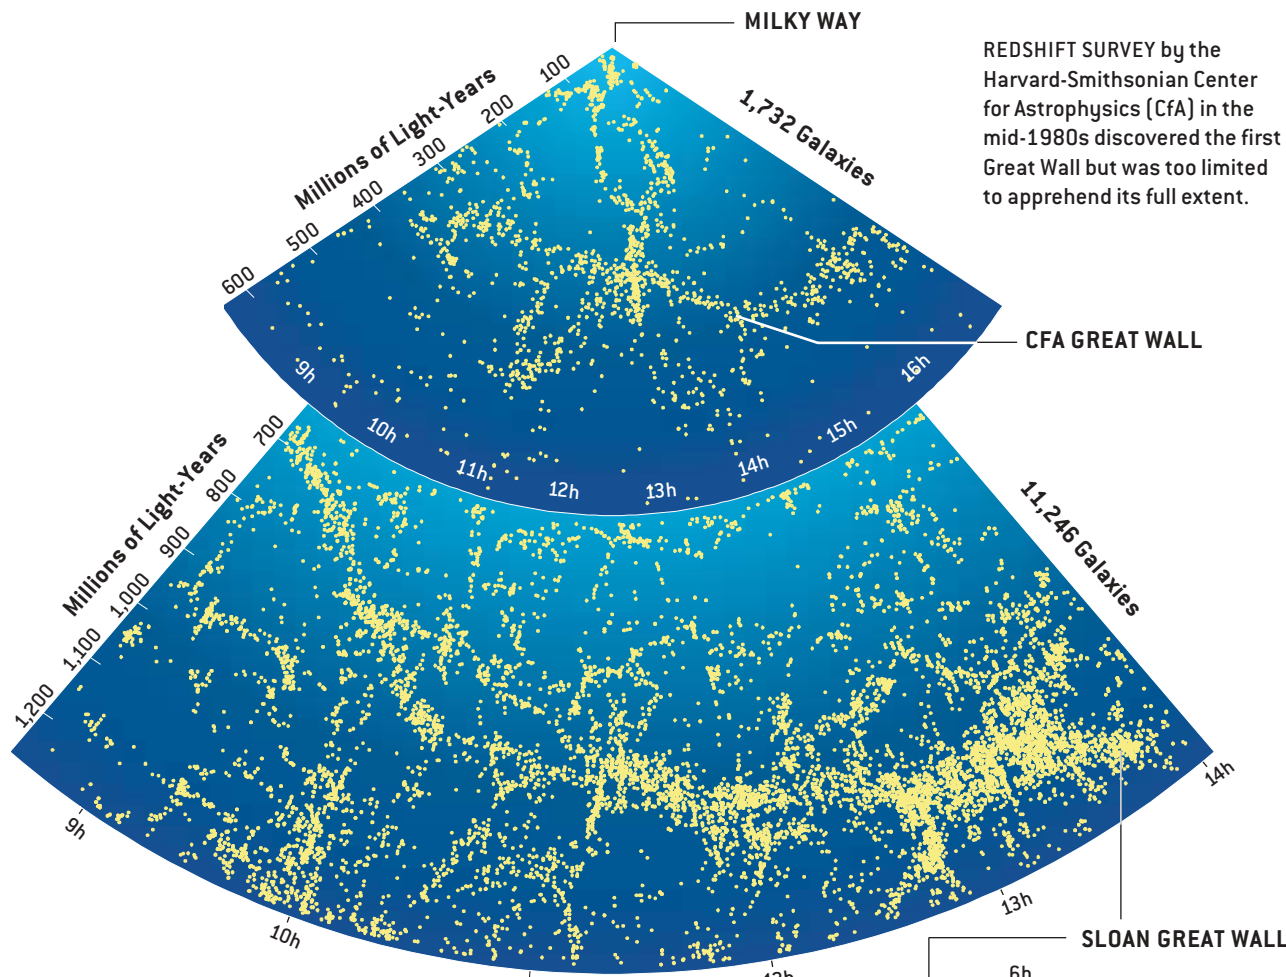 MILKY WAY
REDSHIFT SURVEY by the
Harvard-Smithsonian Center
for Astrophysics (CfA) in the
mid-1980s discovered the first
Great Wall but was too limited
to apprehend its full extent.
Millions of Light-Years
100
200
300
400
500
600
1,732 Galaxies
CFA GREAT WALL
9h
10h
11h
12h
13h
14h
15h
16h
Millions of Light-Years
700
800
900
1,000
1,100
1,200
11,246 Galaxies
9h
10h
13h
14h
SLOAN GREAT WALL
6h